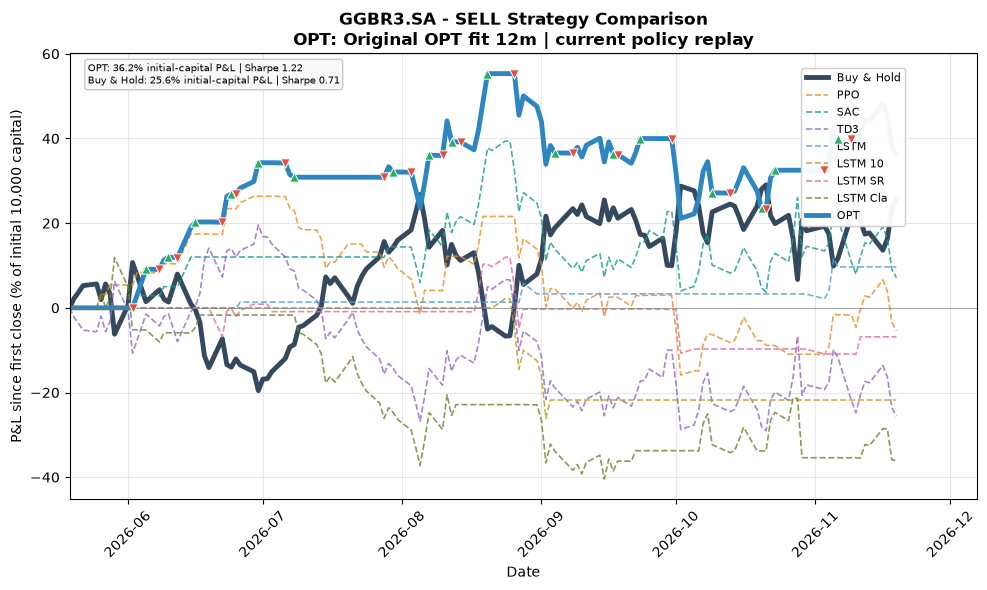 GGBR3.SA - SELL Strategy Comparison
OPT: Original OPT fit 12m | current policy replay
OPT: 36.2% initial-capital P&L | Sharpe 1.22
Buy & Hold: 25.6% initial-capital P&L | Sharpe 0.71
Buy & Hold
PPO
SAC
TD3
LSTM
LSTM 10
LSTM SR
LSTM Cla
OPT
P&L since first close (% of initial 10,000 capital)
60
40
20
0
−20
−40
2026-06
2026-07
2026-08
2026-09
2026-10
2026-11
2026-12
Date